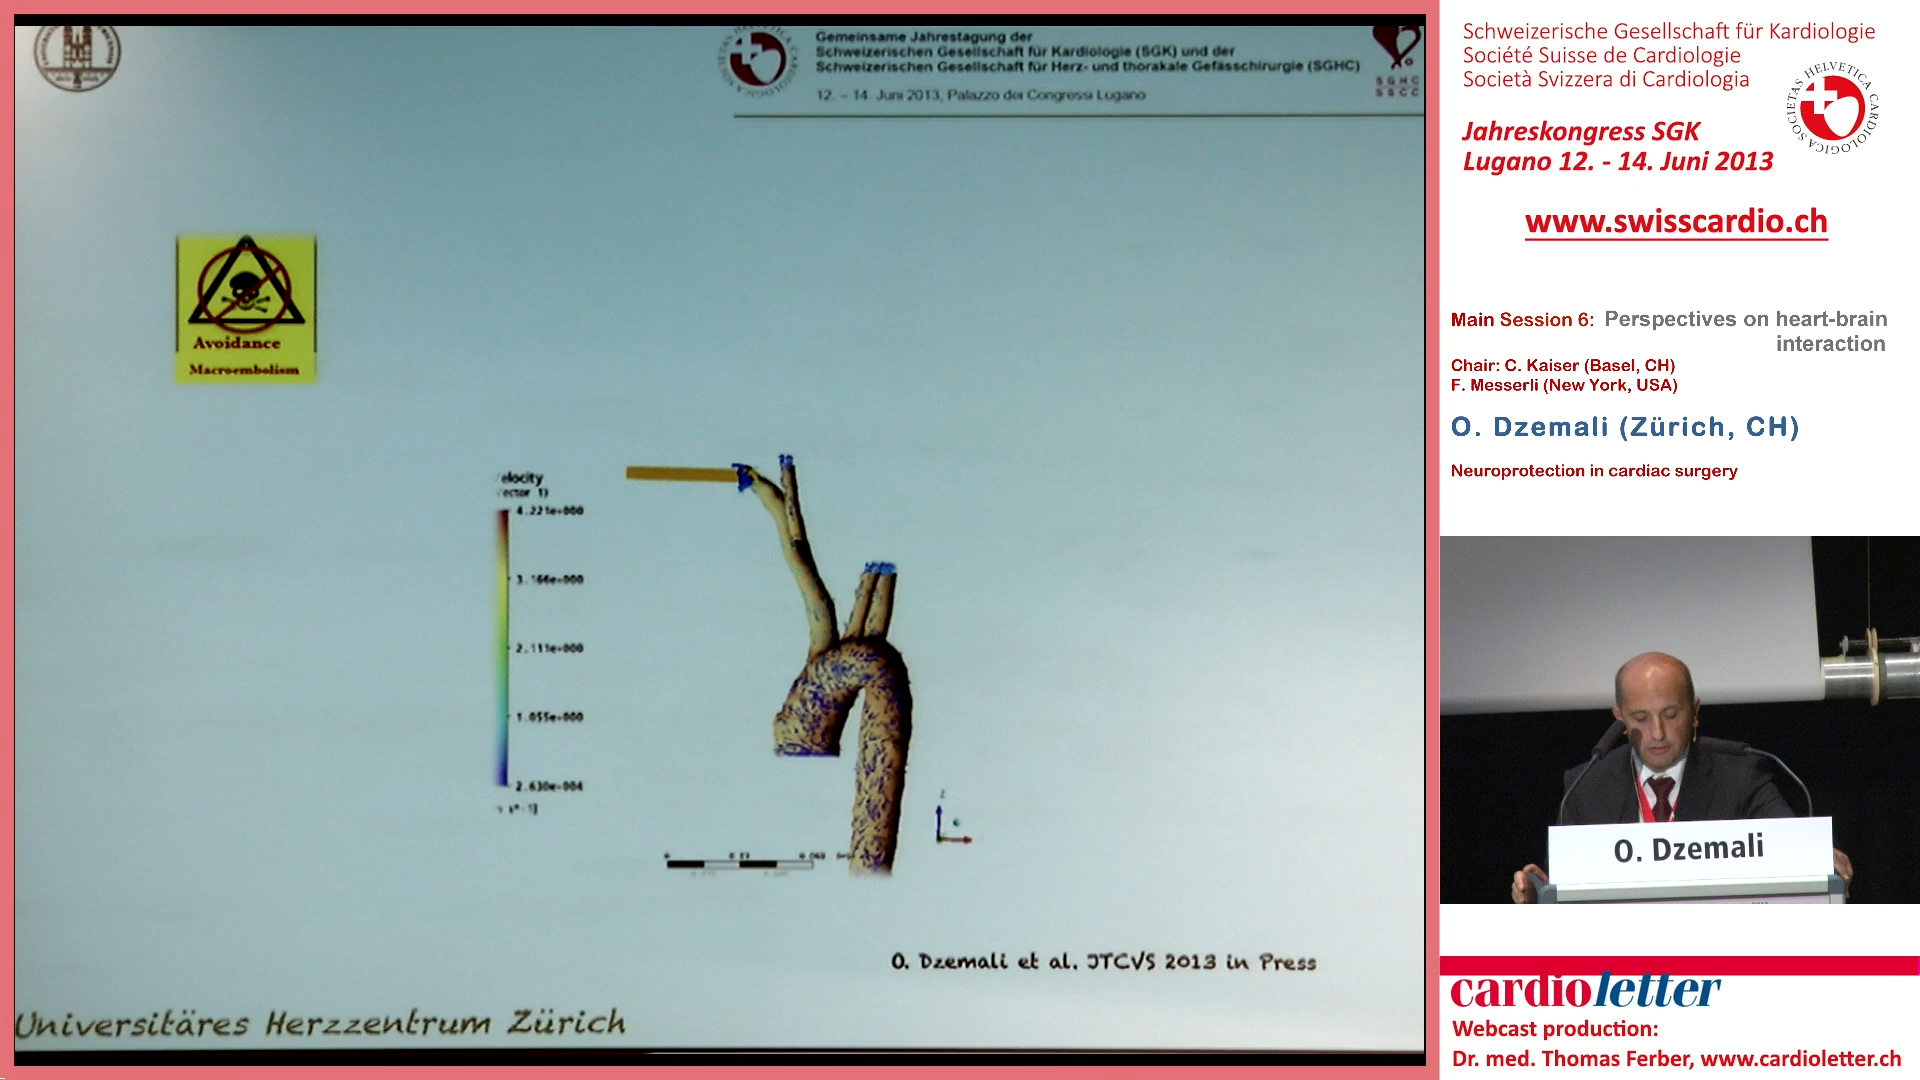 Gemeinsame Jahrestagung der
Schweizerischen Gesellschaft für Kardiologie (SGK) und der
Schweizerischen Gesellschaft für Herz- und thorakale Gefässchirurgie (SGHC)
12. – 14. Juni 2013, Palazzo dei Congressi Lugano
SGHC
SSCC
Avoidance
Macroembolism
elocity
4.221e+000
3.166e+000
2.111e+000
1.055e+000
2.630e-004
O. Dzemali et al. JTCVS 2013 in Press
Universitäres Herzzentrum Zürich
Schweizerische Gesellschaft für Kardiologie
Société Suisse de Cardiologie
Società Svizzera di Cardiologia
SOCIETAS HELVETICA CARDIOLOGICA
Jahreskongress SGK
Lugano 12. - 14. Juni 2013
www.swisscardio.ch
Main Session 6: Perspectives on heart-brain
interaction
Chair: C. Kaiser (Basel, CH)
F. Messerli (New York, USA)
O. Dzemali (Zürich, CH)
Neuroprotection in cardiac surgery
O. Dzemali
cardioletter
Webcast production:
Dr. med. Thomas Ferber, www.cardioletter.ch